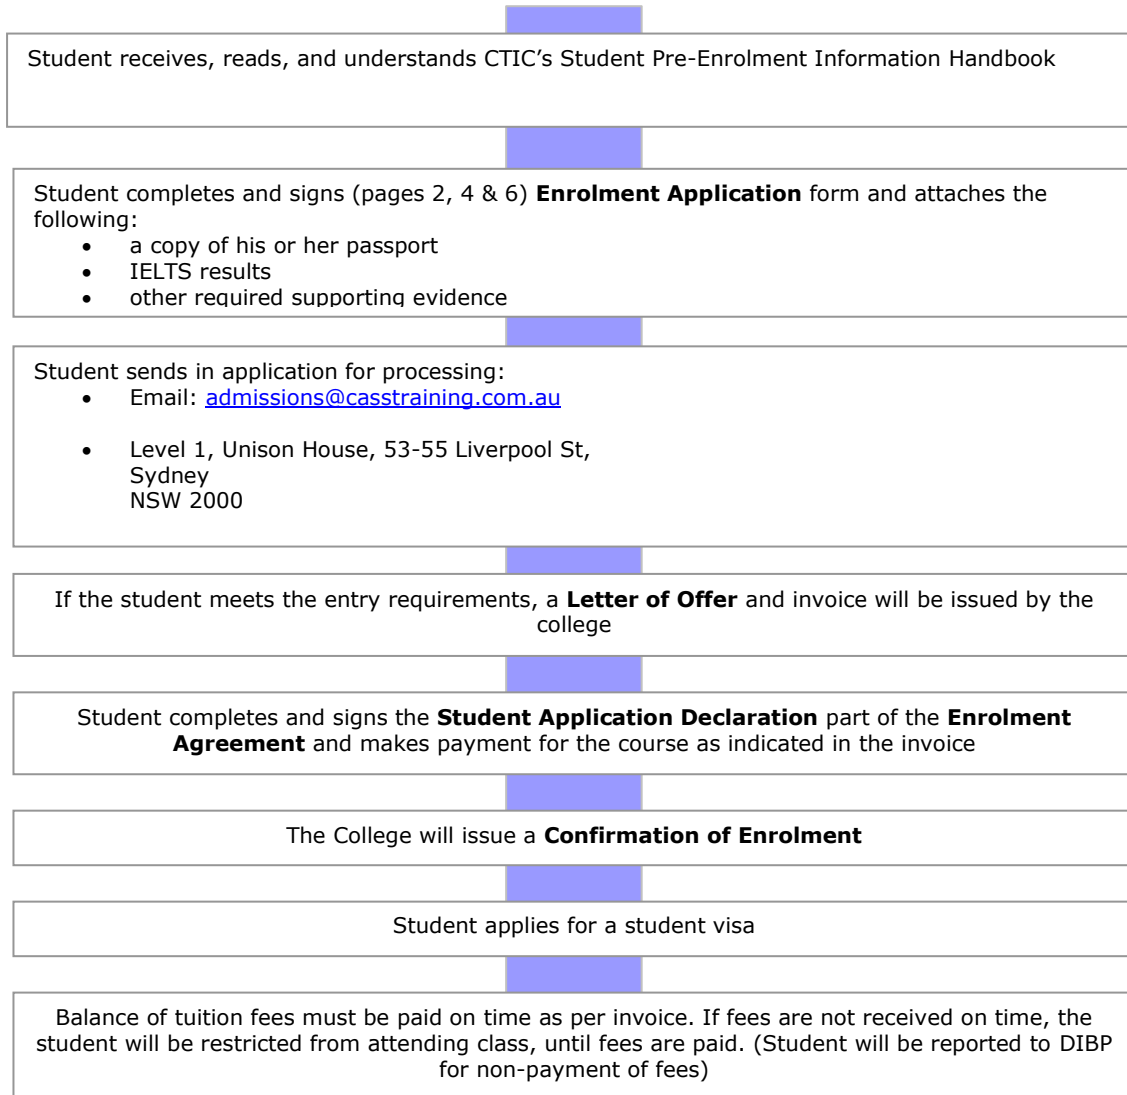 Student receives, reads, and understands CTIC’s Student Pre-Enrolment Information Handbook
Student completes and signs (pages 2, 4 & 6) Enrolment Application form and attaches the
following:
• a copy of his or her passport
• IELTS results
• other required supporting evidence
Student sends in application for processing:
• Email: admissions@casstraining.com.au
• Level 1, Unison House, 53-55 Liverpool St,
Sydney
NSW 2000
If the student meets the entry requirements, a Letter of Offer and invoice will be issued by the
college
Student completes and signs the Student Application Declaration part of the Enrolment
Agreement and makes payment for the course as indicated in the invoice
The College will issue a Confirmation of Enrolment
Student applies for a student visa
Balance of tuition fees must be paid on time as per invoice. If fees are not received on time, the
student will be restricted from attending class, until fees are paid. (Student will be reported to DIBP
for non-payment of fees)